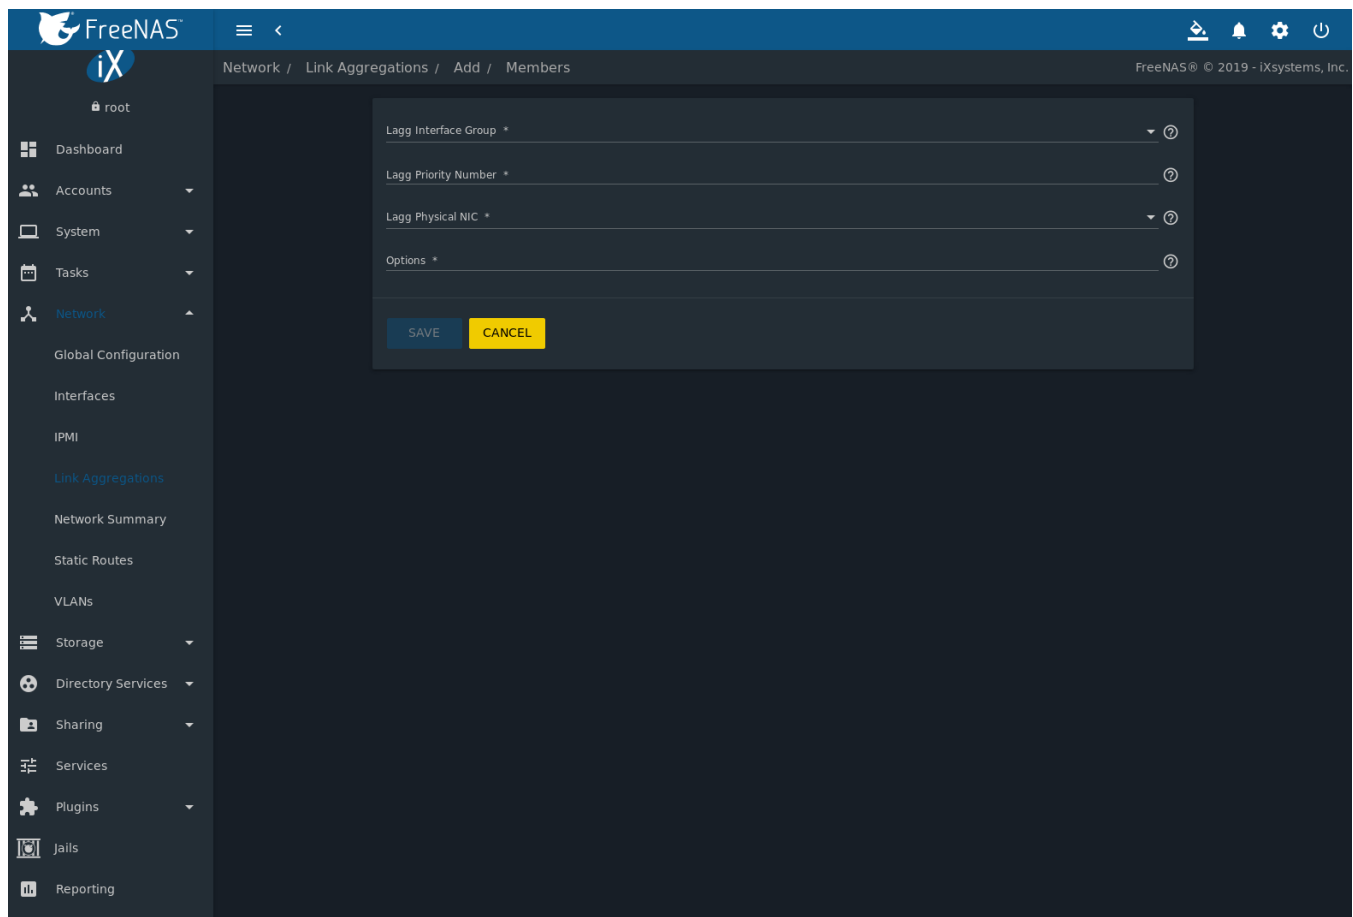 FreeNAS™
Network / Link Aggregations / Add / Members
FreeNAS® © 2019 - iXsystems, Inc.
iX
root
Dashboard
Accounts
System
Tasks
Network
Global Configuration
Interfaces
IPMI
Link Aggregations
Network Summary
Static Routes
VLANs
Storage
Directory Services
Sharing
Services
Plugins
Jails
Reporting
Lagg Interface Group *
Lagg Priority Number *
Lagg Physical NIC *
Options *
SAVE CANCEL